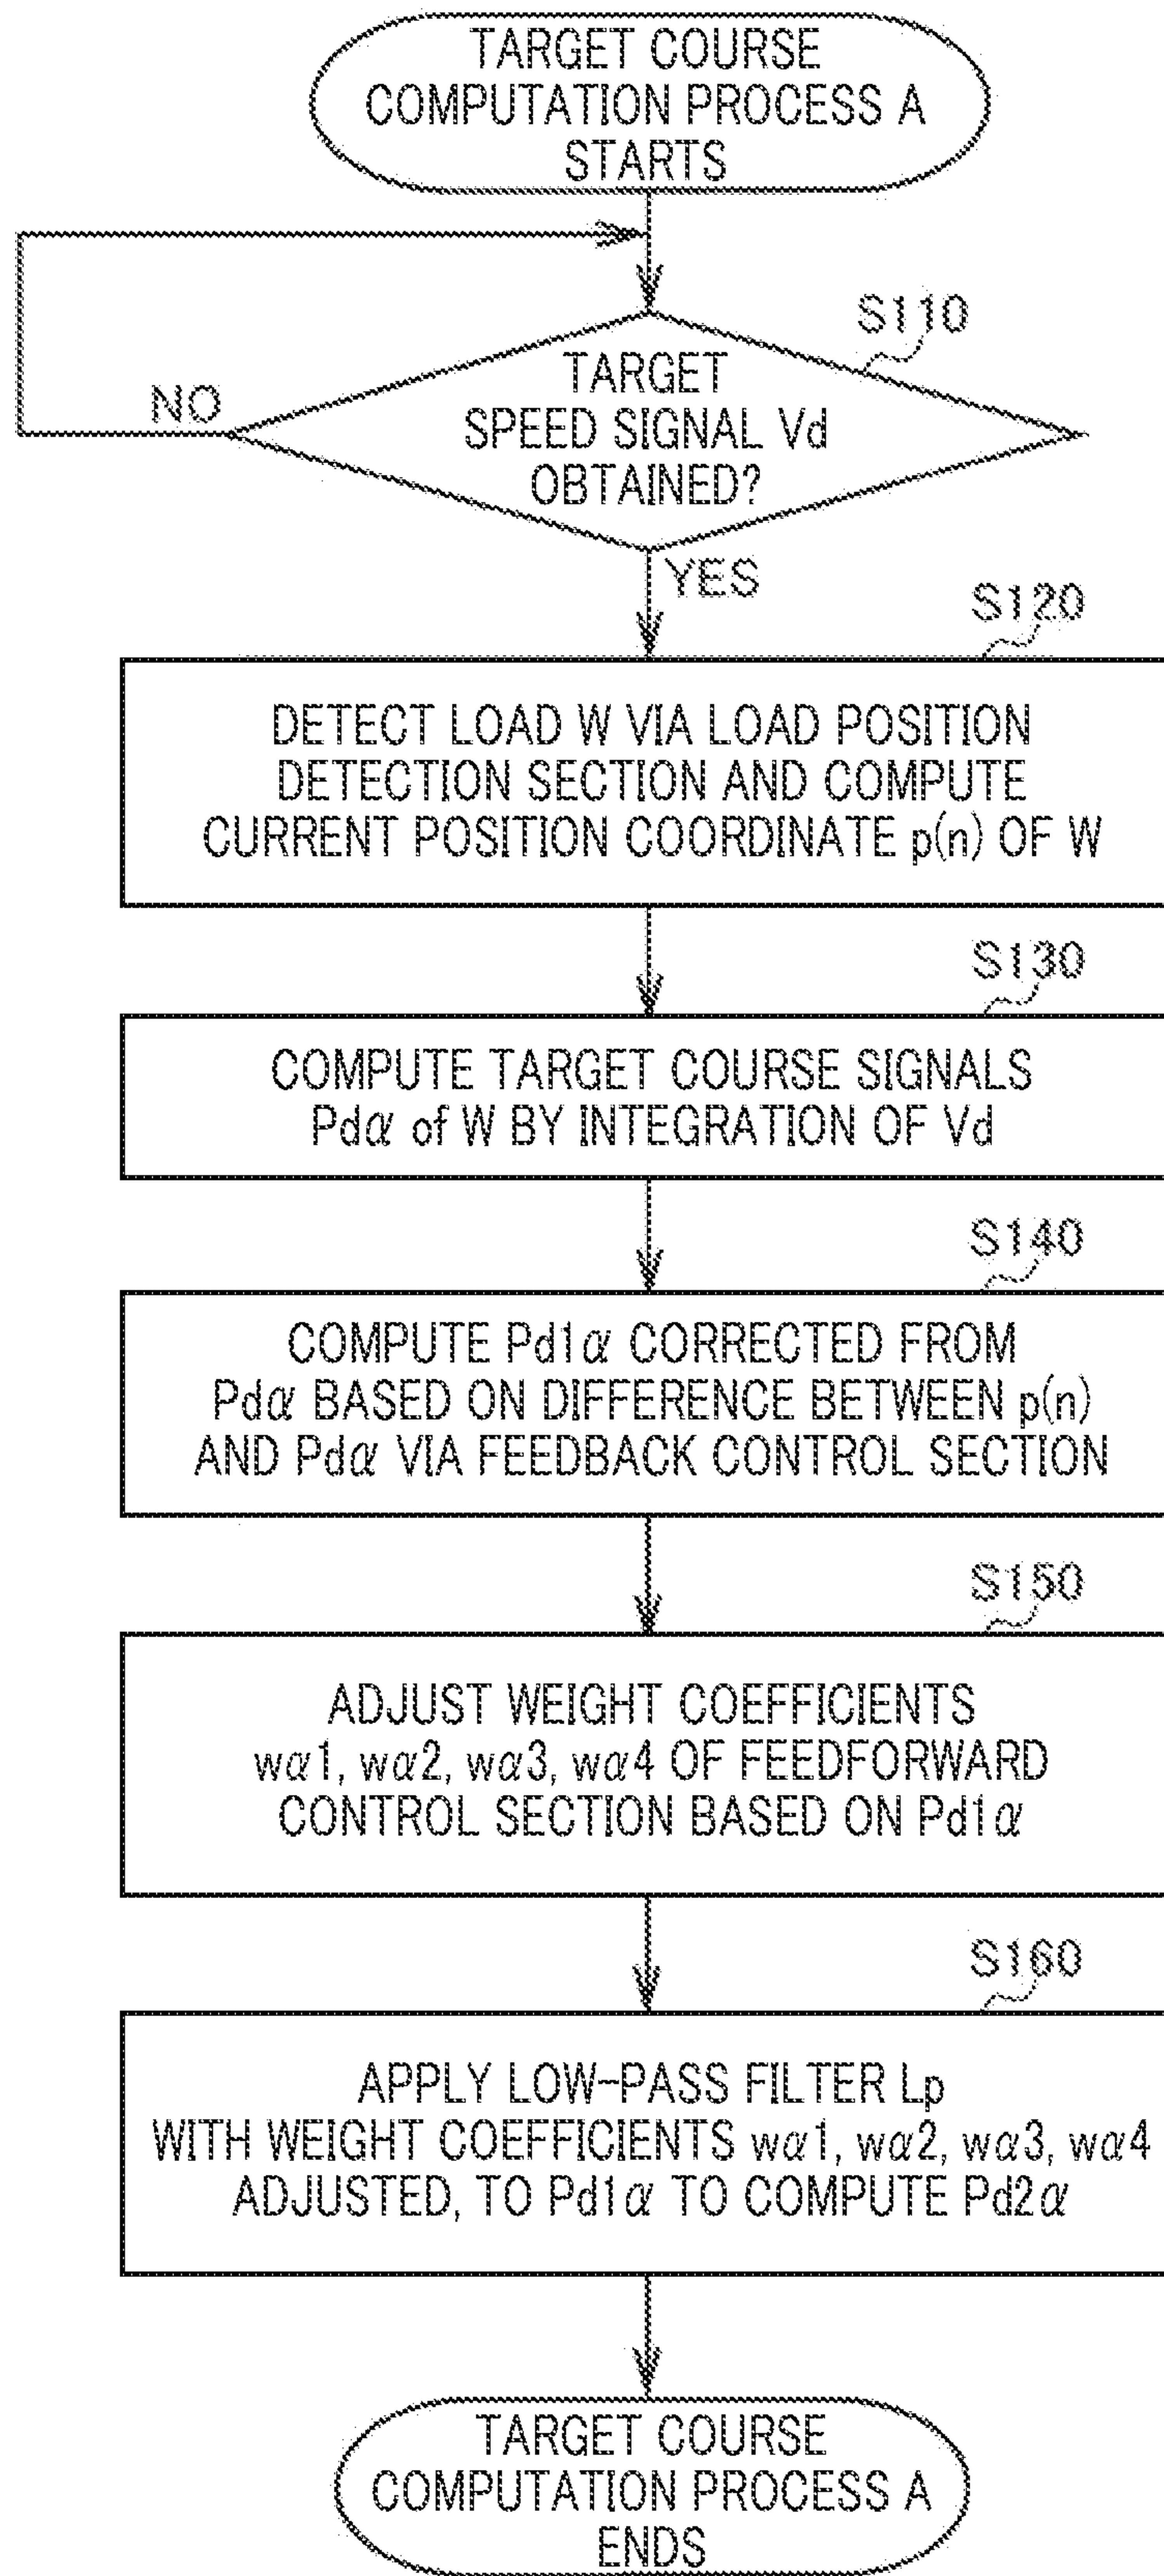 TARGET COURSE
COMPUTATION PROCESS A
STARTS
S110
TARGET
SPEED SIGNAL Vd
OBTAINED?
NO
YES
S120
DETECT LOAD W VIA LOAD POSITION
DETECTION SECTION AND COMPUTE
CURRENT POSITION COORDINATE p(n) OF W
S130
COMPUTE TARGET COURSE SIGNALS
Pdα of W BY INTEGRATION OF Vd
S140
COMPUTE Pd1α CORRECTED FROM
Pdα BASED ON DIFFERENCE BETWEEN p(n)
AND Pdα VIA FEEDBACK CONTROL SECTION
S150
ADJUST WEIGHT COEFFICIENTS
wα1, wα2, wα3, wα4 OF FEEDFORWARD
CONTROL SECTION BASED ON Pd1α
S160
APPLY LOW-PASS FILTER Lp
WITH WEIGHT COEFFICIENTS wα1, wα2, wα3, wα4
ADJUSTED, TO Pd1α TO COMPUTE Pd2α
TARGET COURSE
COMPUTATION PROCESS A
ENDS